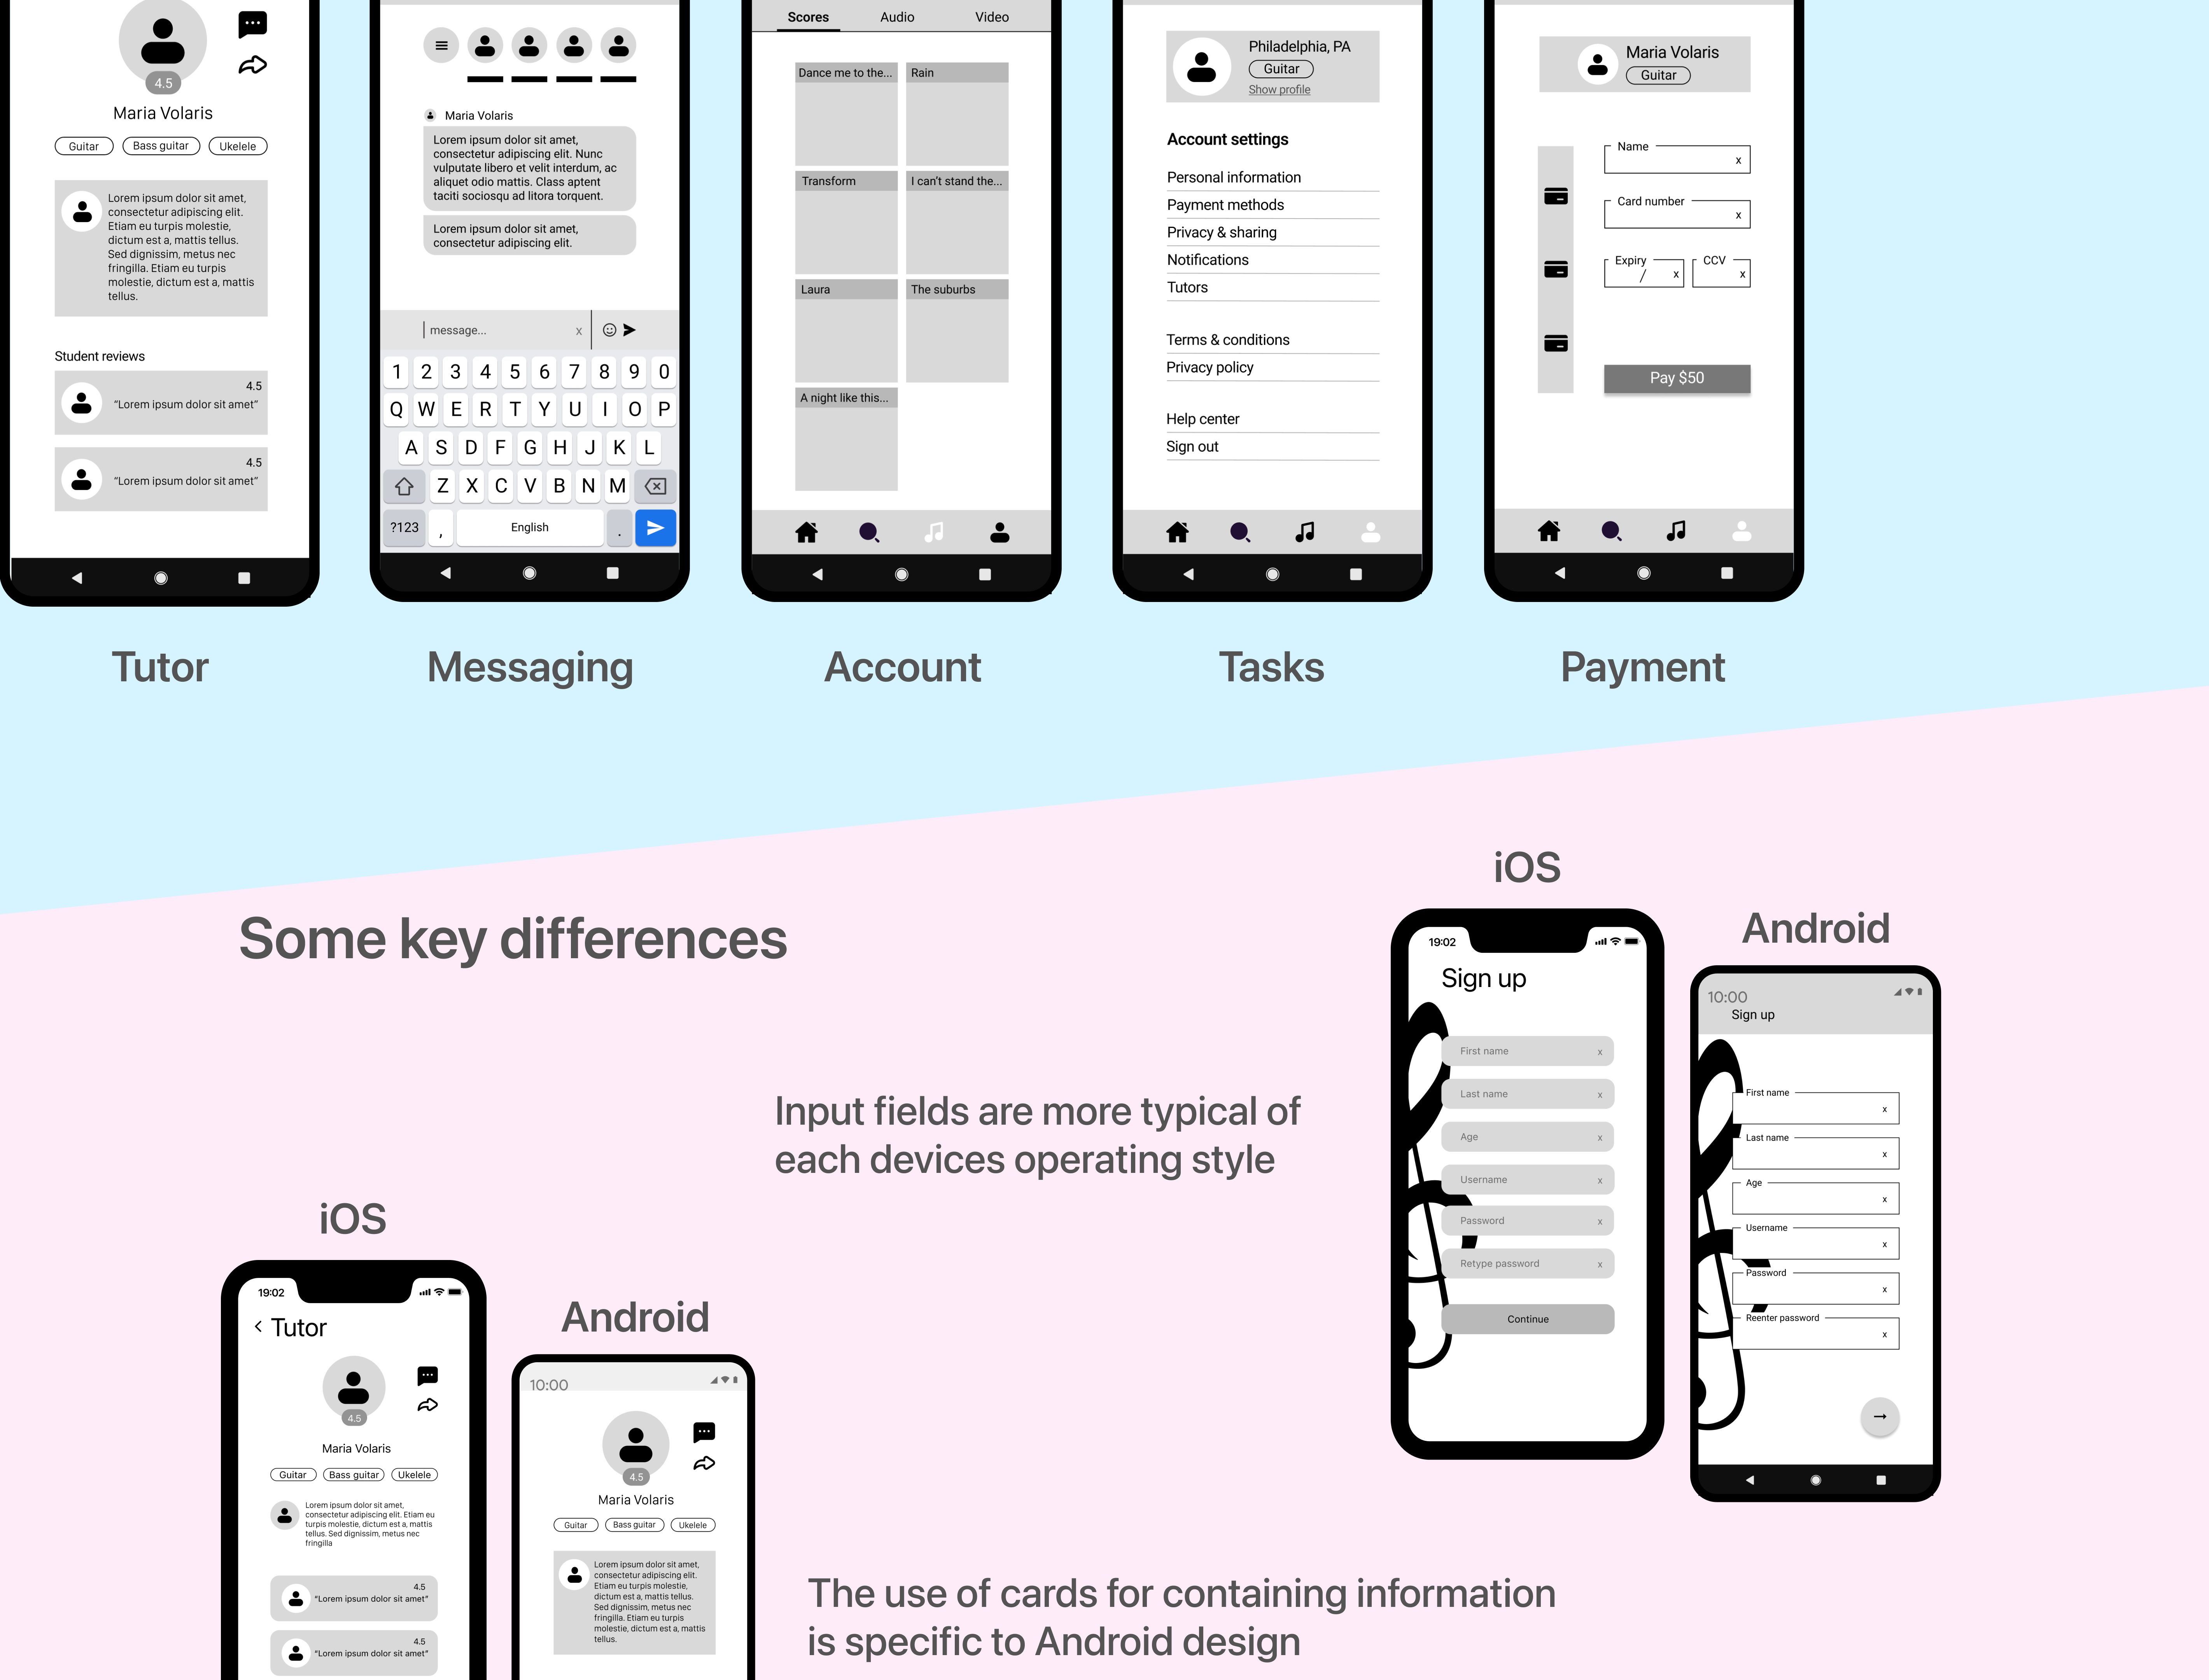 4.5
Maria Volaris
Guitar
Bass guitar
Ukelele
Lorem ipsum dolor sit amet,
consectetur adipiscing elit.
Etiam eu turpis molestie,
dictum est a, mattis tellus.
Sed dignissim, metus nec
fringilla. Etiam eu turpis
molestie, dictum est a, mattis
tellus.
Student reviews
4.5
“Lorem ipsum dolor sit amet”
4.5
“Lorem ipsum dolor sit amet”
Tutor
Maria Volaris
Lorem ipsum dolor sit amet,
consectetur adipiscing elit. Nunc
vulputate libero et velit interdum, ac
aliquet odio mattis. Class aptent
taciti sociosqu ad litora torquent.
Lorem ipsum dolor sit amet,
consectetur adipiscing elit.
message... x
1 2 3 4 5 6 7 8 9 0
Q W E R T Y U I O P
A S D F G H J K L
Z X C V B N M
?123 , English .
Messaging
Scores Audio Video
Dance me to the... Rain
Transform I can't stand the...
Laura The suburbs
A night like this...
Account
Philadelphia, PA
Guitar
Show profile
Account settings
Personal information
Payment methods
Privacy & sharing
Notifications
Tutors
Terms & conditions
Privacy policy
Help center
Sign out
Tasks
Maria Volaris
Guitar
Name
x
Card number
x
Expiry CCV
/ x x
Pay $50
Payment
Some key differences
iOS
19:02
Sign up
First name x
Last name x
Age x
Username x
Password x
Retype password x
Continue
Android
10:00
Sign up
First name
x
Last name
x
Age
x
Username
x
Password
x
Reenter password
x
Input fields are more typical of
each devices operating style
iOS
19:02
< Tutor
4.5
Maria Volaris
Guitar
Bass guitar
Ukelele
Lorem ipsum dolor sit amet,
consectetur adipiscing elit. Etiam eu
turpis molestie, dictum est a, mattis
tellus. Sed dignissim, metus nec
fringilla
4.5
“Lorem ipsum dolor sit amet”
4.5
“Lorem ipsum dolor sit amet”
Android
10:00
4.5
Maria Volaris
Guitar
Bass guitar
Ukelele
Lorem ipsum dolor sit amet,
consectetur adipiscing elit.
Etiam eu turpis molestie,
dictum est a, mattis tellus.
Sed dignissim, metus nec
fringilla. Etiam eu turpis
molestie, dictum est a, mattis
tellus.
The use of cards for containing information
is specific to Android design